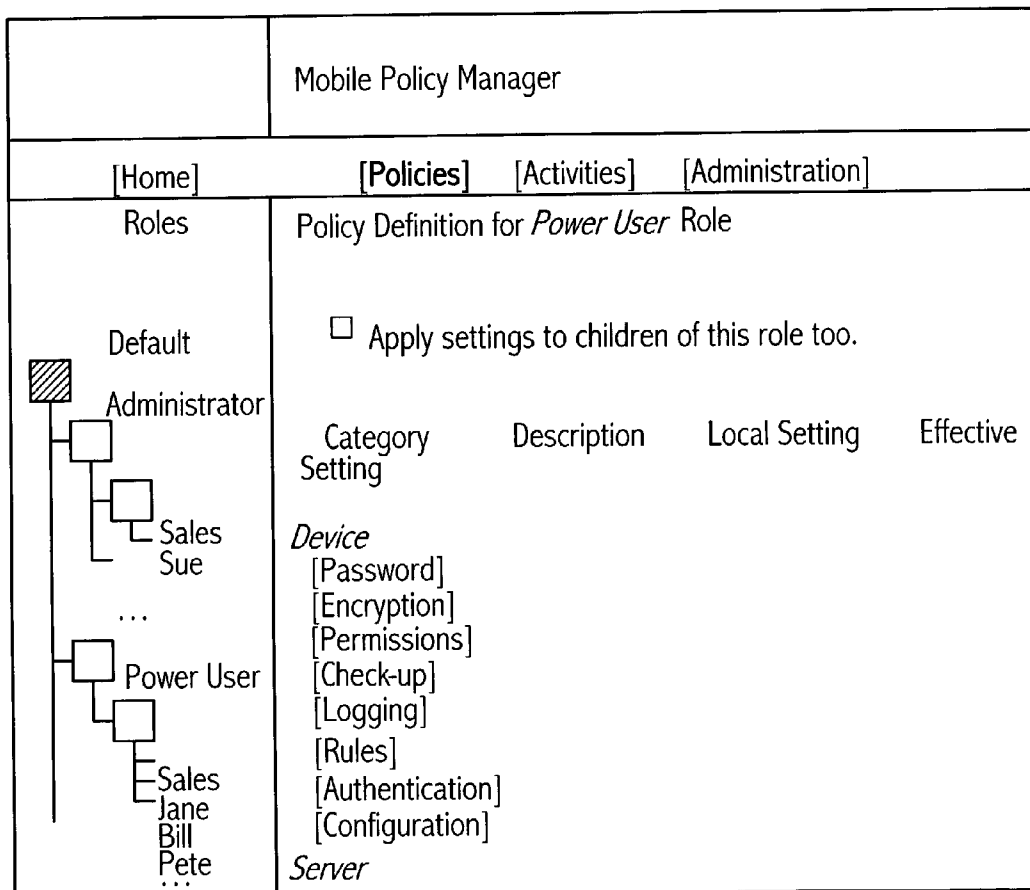 Mobile Policy Manager
[Home] [Policies] [Activities] [Administration]
Roles
Default
Administrator
Sales
Sue
...
Power User
Sales
Jane
Bill
Pete
...
Policy Definition for Power User Role
Apply settings to children of this role too.
Category Description Local Setting Effective
Setting
Device
[Password]
[Encryption]
[Permissions]
[Check-up]
[Logging]
[Rules]
[Authentication]
[Configuration]
Server